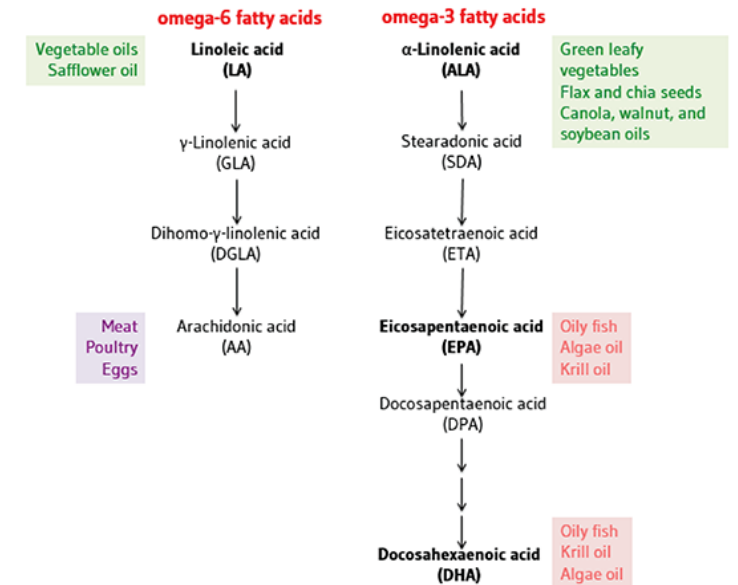 omega-6 fatty acids
omega-3 fatty acids
Vegetable oils
Safflower oil
Linoleic acid
(LA)
α-Linolenic acid
(ALA)
Green leafy
vegetables
Flax and chia seeds
Canola, walnut, and
soybean oils
γ-Linolenic acid
(GLA)
Stearadonic acid
(SDA)
Dihomo-γ-linolenic acid
(DGLA)
Eicosatetraenoic acid
(ETA)
Meat
Poultry
Eggs
Arachidonic acid
(AA)
Eicosapentaenoic acid
(EPA)
Oily fish
Algae oil
Krill oil
Docosapentaenoic acid
(DPA)
Docosahexaenoic acid
(DHA)
Oily fish
Krill oil
Algae oil